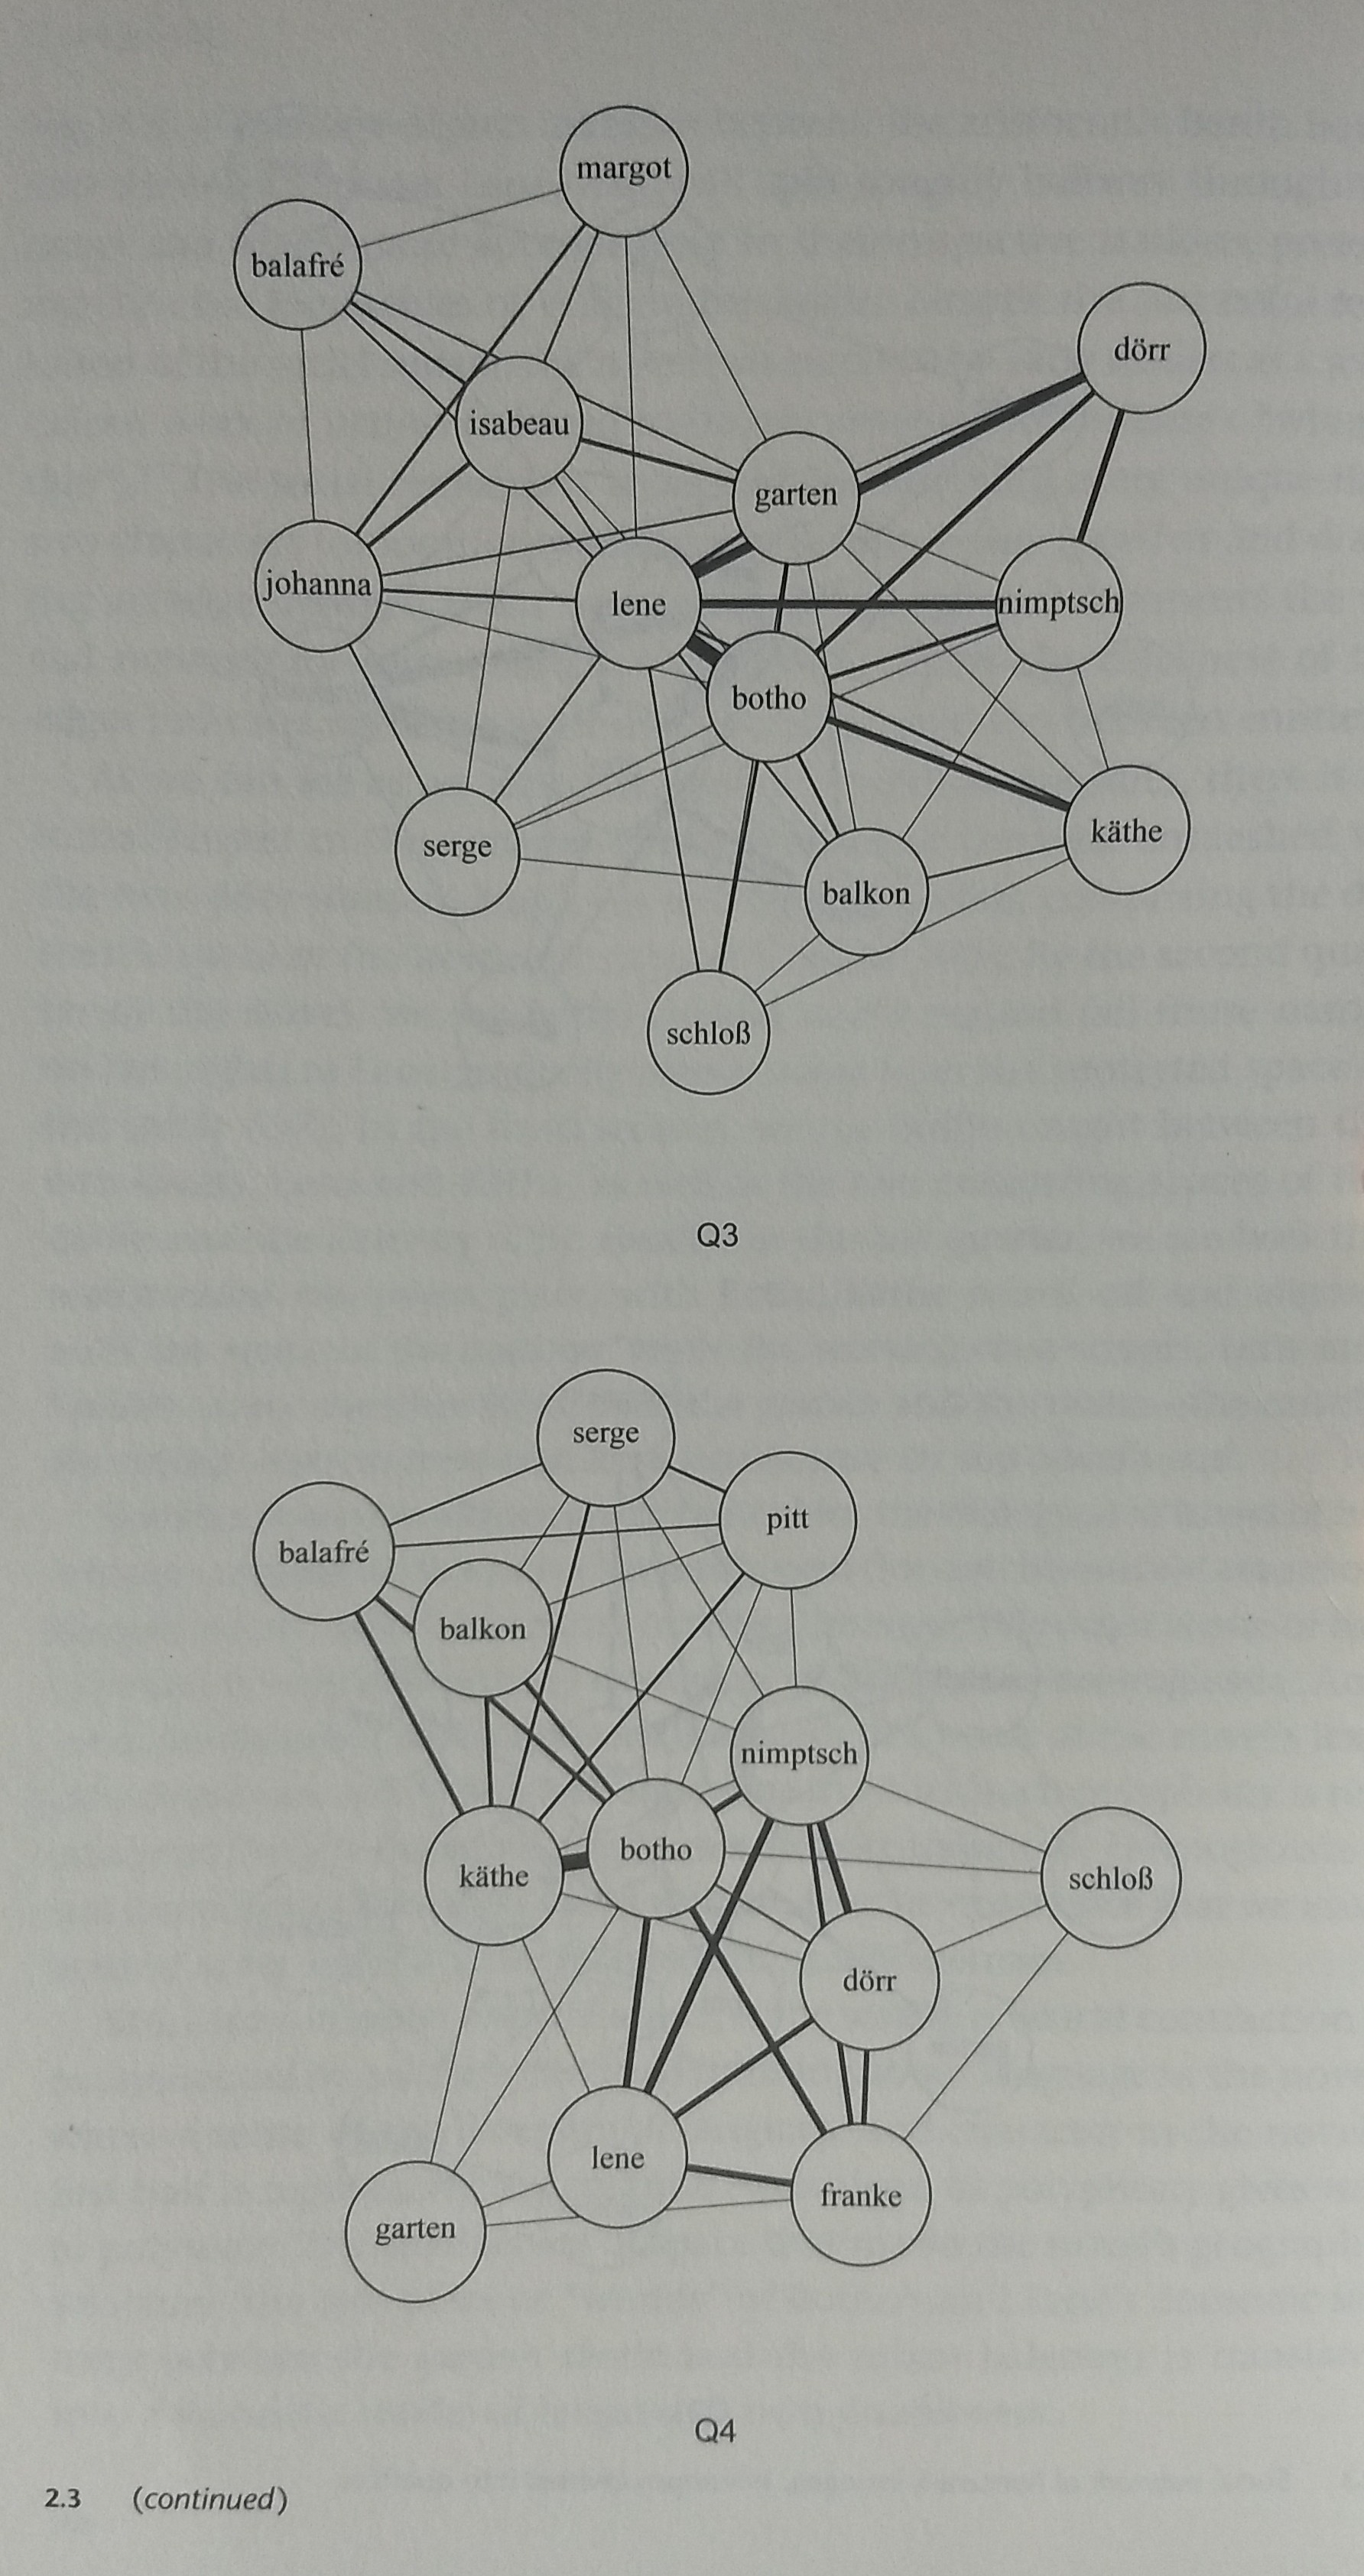 margot
balafré
dörr
isabeau
garten
johanna
lene
nimptsch
botho
serge
käthe
balkon
schloß
Q3
serge
pitt
balafré
balkon
nimptsch
botho
käthe
schloß
dörr
lene
franke
garten
Q4
2.3 (continued)